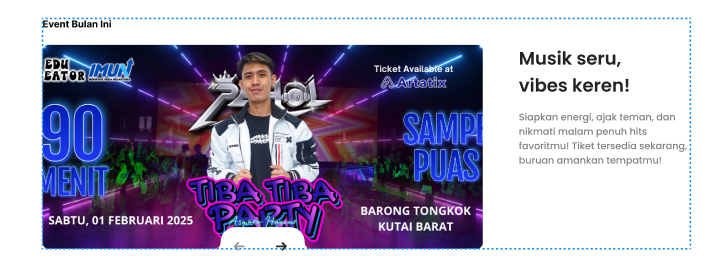 Event Bulan Ini
EDU
EATOR
IMUN
Ticket Available at
Artatix
90
MENIT
SAMPE
PUAS
TIBA, TIBA,
PARTY
SABTU, 01 FEBRUARI 2025
BARONG TONGKOK
KUTAI BARAT
Musik seru,
vibes keren!
Siapkan energi, ajak teman, dan
nikmati malam penuh hits
favoritmu! Tiket tersedia sekarang,
buruan amankan tempatmu!